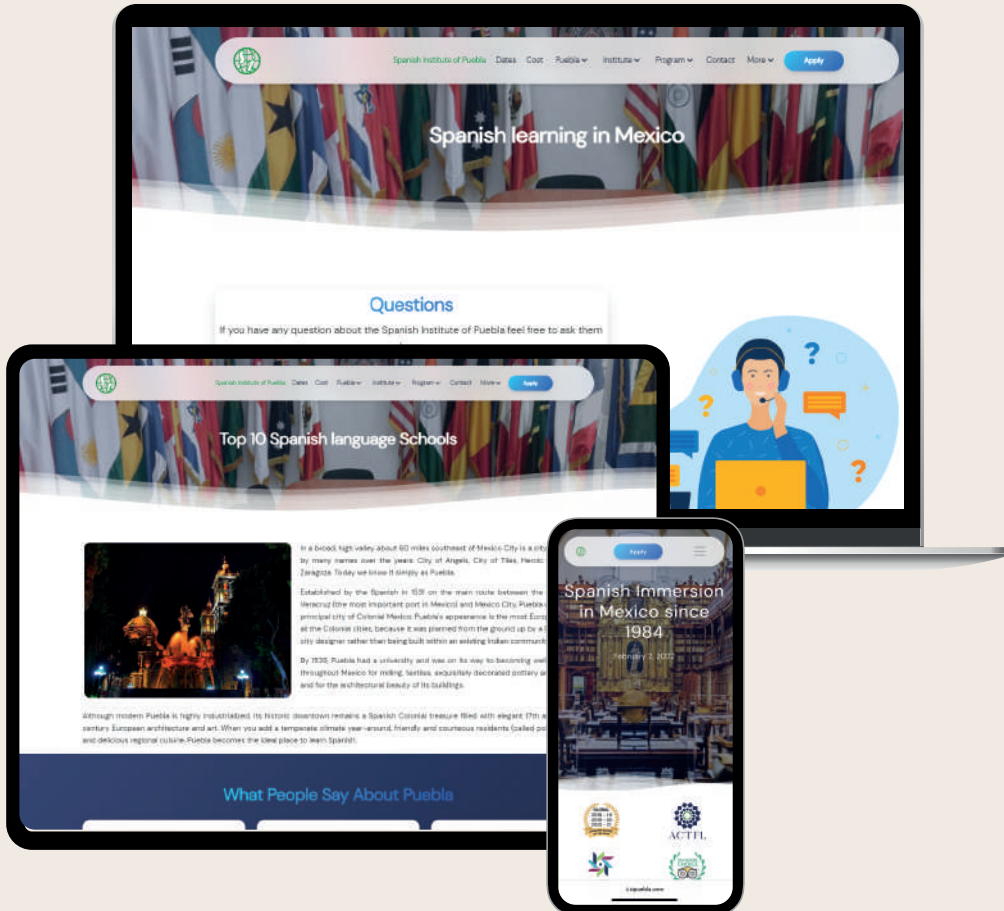 Spanish Institute of Puebla Dates Cost Puebla Institute Program Contact More Apply
Spanish learning in Mexico
Questions
If you have any question about the Spanish Institute of Puebla feel free to ask them
Spanish Institute of Puebla Dates Cost Puebla Institute Program Contact More Apply
Top 10 Spanish language Schools
In a broad, high valley about 60 miles southeast of Mexico City is a city
by many names over the years: City of Angels, City of Tiles, Heroic
Zaragoza. Today we know it simply as Puebla.
Established by the Spanish in 1531 on the main route between the
Veracruz (the most important port in Mexico) and Mexico City, Puebla
principal city of Colonial Mexico. Puebla's appearance is the most
at the Colonial cities, because it was planned from the ground up by a
city designer rather than being built within an existing Indian
By 1539, Puebla had a university and was on its way to becoming
throughout Mexico for milling, textiles, exquisitely decorated pottery
and for the architectural beauty of its buildings.
Although modern Puebla is highly industrialized, its historic downtown remains a Spanish Colonial treasure filled with elegant 17th
century European architecture and art. When you add a temperate climate year-around, friendly and courteous residents (called
and delicious regional cuisine, Puebla becomes the ideal place to learn Spanish.
What People Say About Puebla
Apply
Spanish Immersion
in Mexico since
1984
February 2, 2022
ACTFL
sipuebla.com